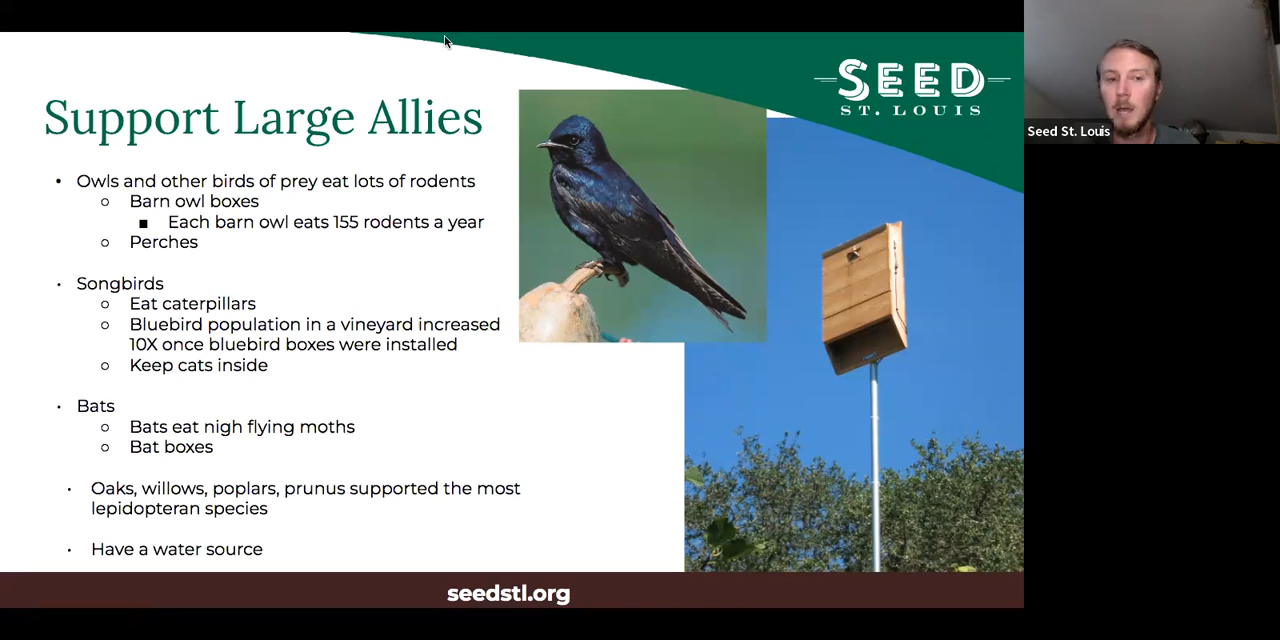 SEED
ST. LOUIS
Seed St. Louis
Support Large Allies
• Owls and other birds of prey eat lots of rodents
○ Barn owl boxes
■ Each barn owl eats 155 rodents a year
○ Perches
• Songbirds
○ Eat caterpillars
○ Bluebird population in a vineyard increased
10X once bluebird boxes were installed
○ Keep cats inside
• Bats
○ Bats eat nigh flying moths
○ Bat boxes
• Oaks, willows, poplars, prunus supported the most
lepidopteran species
• Have a water source
seedstl.org